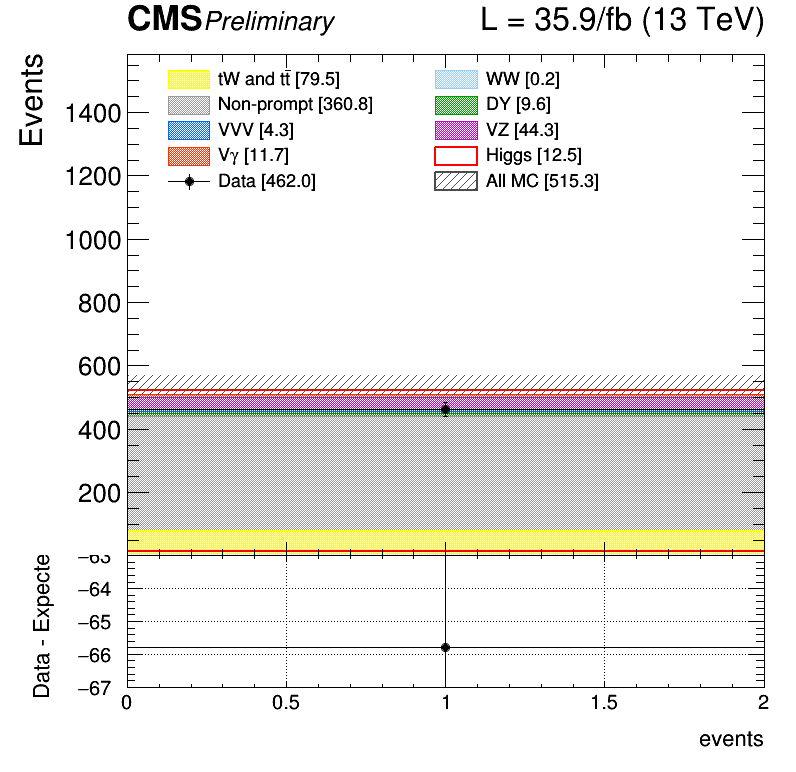 CMS Preliminary L = 35.9/fb (13 TeV)
Events
tW and tt̄ [79.5] WW [0.2]
Non-prompt [360.8] DY [9.6]
VVV [4.3] VZ [44.3]
Vγ [11.7] Higgs [12.5]
Data [462.0] All MC [515.3]
1400
1200
1000
800
600
400
200
Data - Expecte
−63
−64
−65
−66
−67
0 0.5 1 1.5 2
events